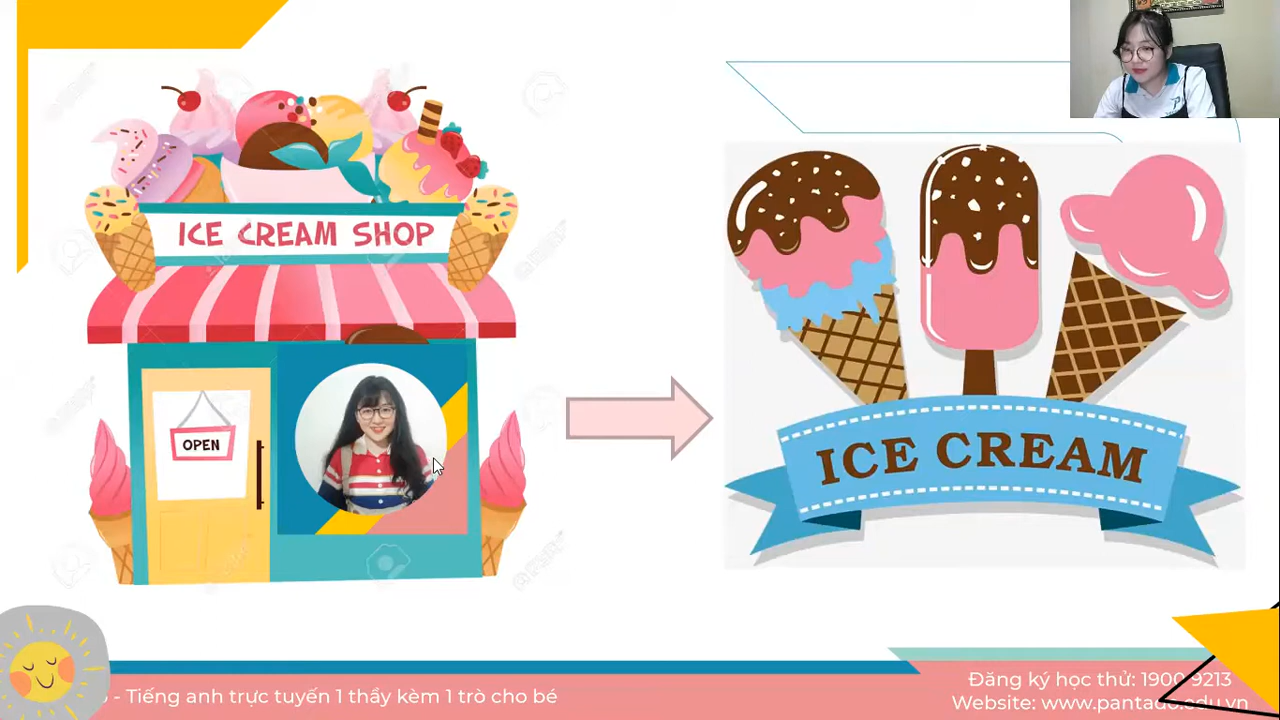 ICE CREAM SHOP
OPEN
ICE CREAM
- Tiếng anh trực tuyến 1 thầy kèm 1 trò cho bé
Đăng ký học thử: 1900 9213
Website: www.pantado.edu.vn